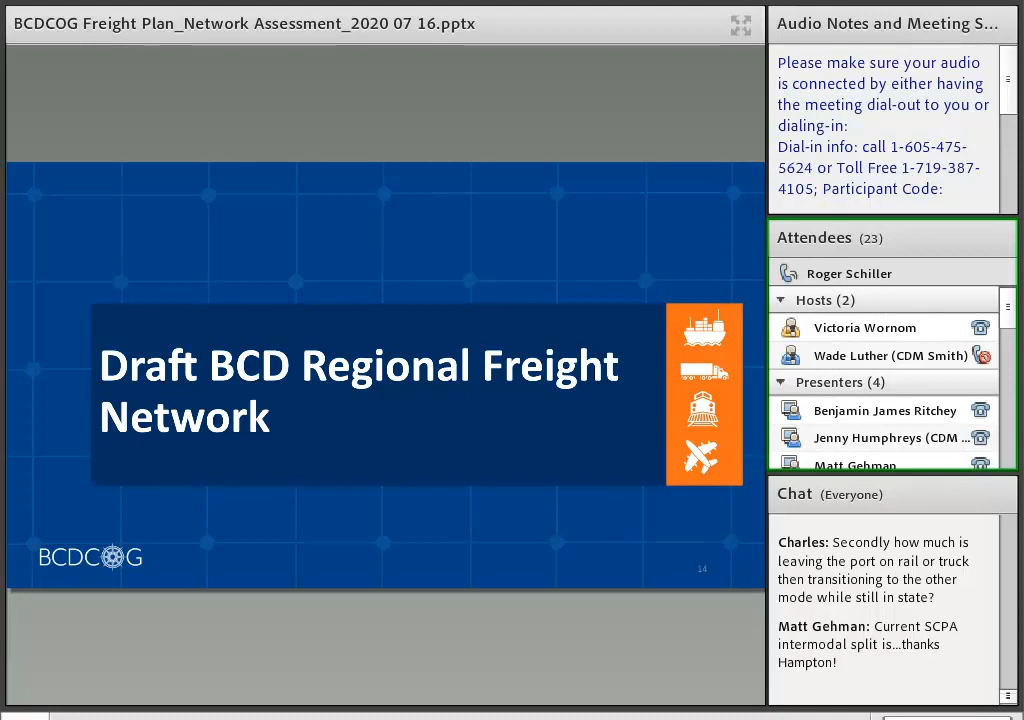 BCDCOG Freight Plan_Network Assessment_2020 07 16.pptx
Draft BCD Regional Freight
Network
BCDCOG
14
Audio Notes and Meeting S...
Please make sure your audio
is connected by either having
the meeting dial-out to you or
dialing-in:
Dial-in info: call 1-605-475-
5624 or Toll Free 1-719-387-
4105; Participant Code:
Attendees (23)
Roger Schiller
Hosts (2)
Victoria Wornom
Wade Luther (CDM Smith)
Presenters (4)
Benjamin James Ritchey
Jenny Humphreys (CDM ...
Matt Gehman
Chat (Everyone)
Charles: Secondly how much is
leaving the port on rail or truck
then transitioning to the other
mode while still in state?
Matt Gehman: Current SCPA
intermodal split is...thanks
Hampton!